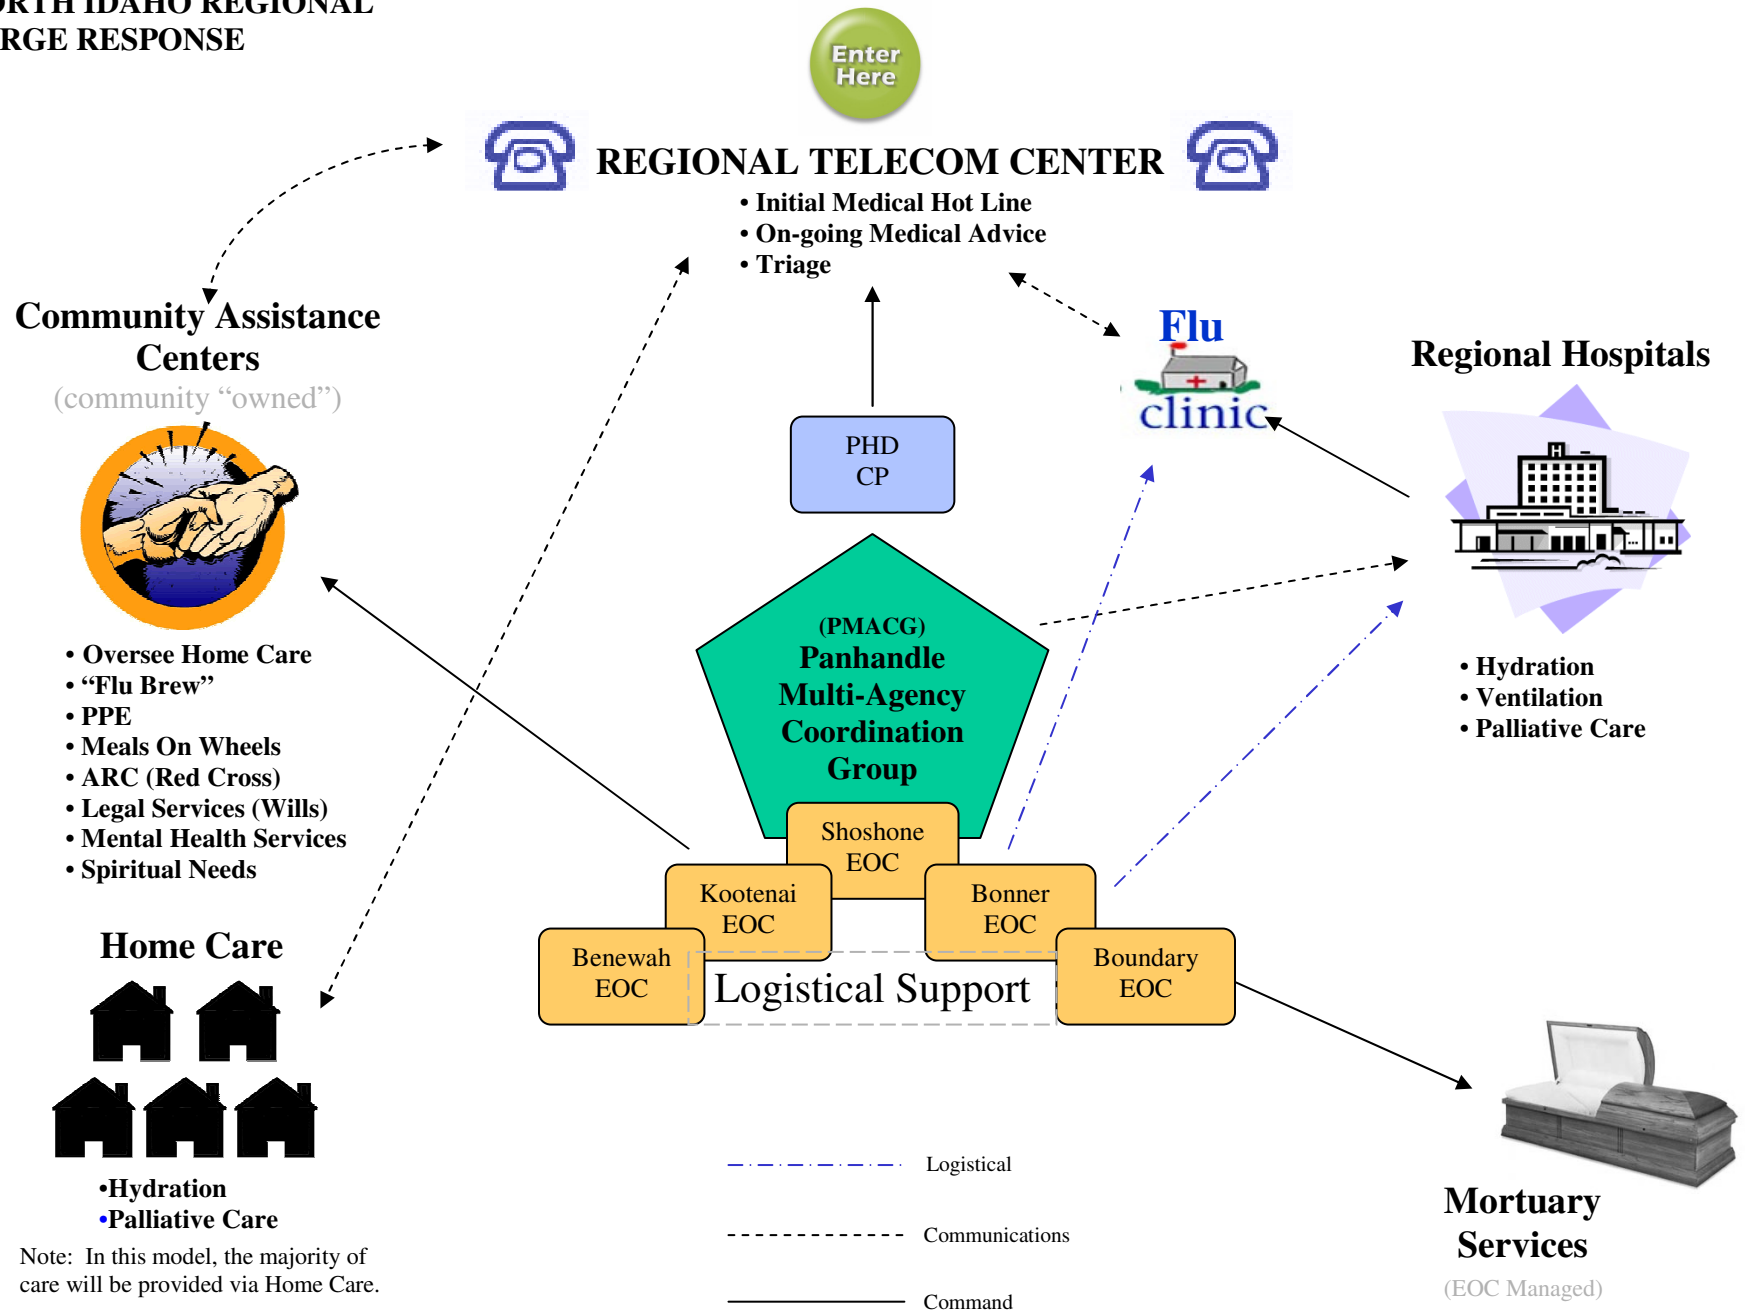 ORTH IDAHO REGIONAL
RGE RESPONSE
Enter
Here
REGIONAL TELECOM CENTER
• Initial Medical Hot Line
• On-going Medical Advice
• Triage
Community Assistance
Centers
(community “owned”)
• Oversee Home Care
• “Flu Brew”
• PPE
• Meals On Wheels
• ARC (Red Cross)
• Legal Services (Wills)
• Mental Health Services
• Spiritual Needs
Flu
clinic
Regional Hospitals
H
• Hydration
• Ventilation
• Palliative Care
PHD
CP
(PMACG)
Panhandle
Multi-Agency
Coordination
Group
Shoshone
EOC
Kootenai
EOC
Bonner
EOC
Benewah
EOC
Logistical Support
Boundary
EOC
Home Care
•Hydration
•Palliative Care
Note: In this model, the majority of
care will be provided via Home Care.
Logistical
Communications
Command
Mortuary
Services
(EOC Managed)